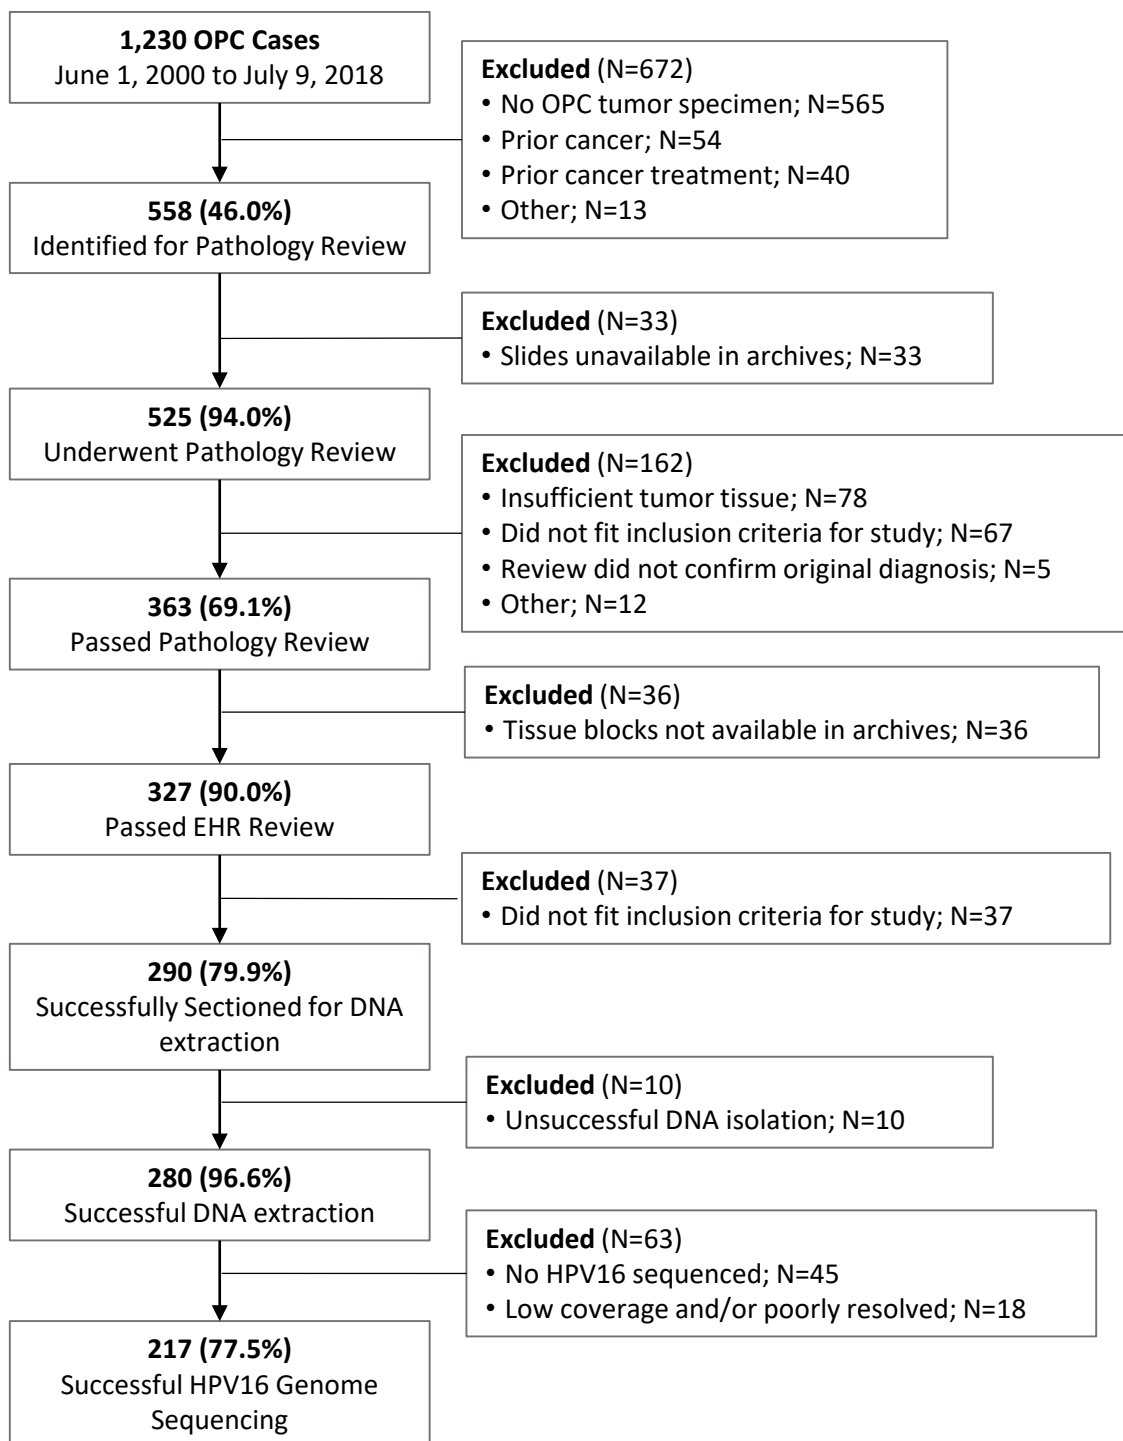 1,230 OPC Cases
June 1, 2000 to July 9, 2018
Excluded (N=672)
• No OPC tumor specimen; N=565
• Prior cancer; N=54
• Prior cancer treatment; N=40
• Other; N=13
558 (46.0%)
Identified for Pathology Review
Excluded (N=33)
• Slides unavailable in archives; N=33
525 (94.0%)
Underwent Pathology Review
Excluded (N=162)
• Insufficient tumor tissue; N=78
• Did not fit inclusion criteria for study; N=67
• Review did not confirm original diagnosis; N=5
• Other; N=12
363 (69.1%)
Passed Pathology Review
Excluded (N=36)
• Tissue blocks not available in archives; N=36
327 (90.0%)
Passed EHR Review
Excluded (N=37)
• Did not fit inclusion criteria for study; N=37
290 (79.9%)
Successfully Sectioned for DNA
extraction
Excluded (N=10)
• Unsuccessful DNA isolation; N=10
280 (96.6%)
Successful DNA extraction
Excluded (N=63)
• No HPV16 sequenced; N=45
• Low coverage and/or poorly resolved; N=18
217 (77.5%)
Successful HPV16 Genome
Sequencing